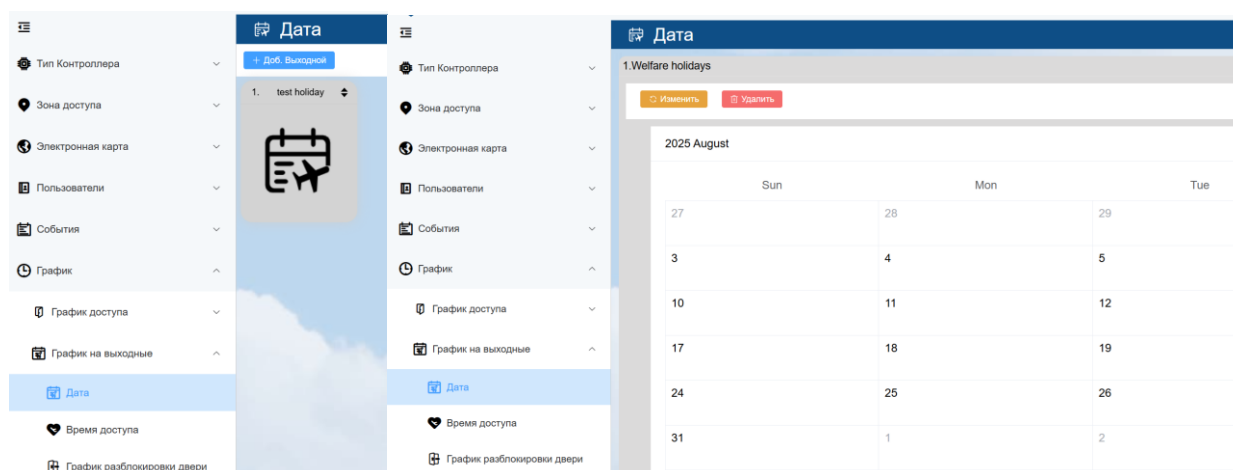 Дата
+ Доб. Выходной
1. test holiday
Тип Контроллера
Зона доступа
Электронная карта
Пользователи
События
График
График доступа
График на выходные
Дата
Время доступа
График разблокировки двери
Дата
1.Welfare holidays
Изменить Удалить
2025 August
Sun Mon Tue
27 28 29
3 4 5
10 11 12
17 18 19
24 25 26
31 1 2
Тип Контроллера
Зона доступа
Электронная карта
Пользователи
События
График
График доступа
График на выходные
Дата
Время доступа
График разблокировки двери